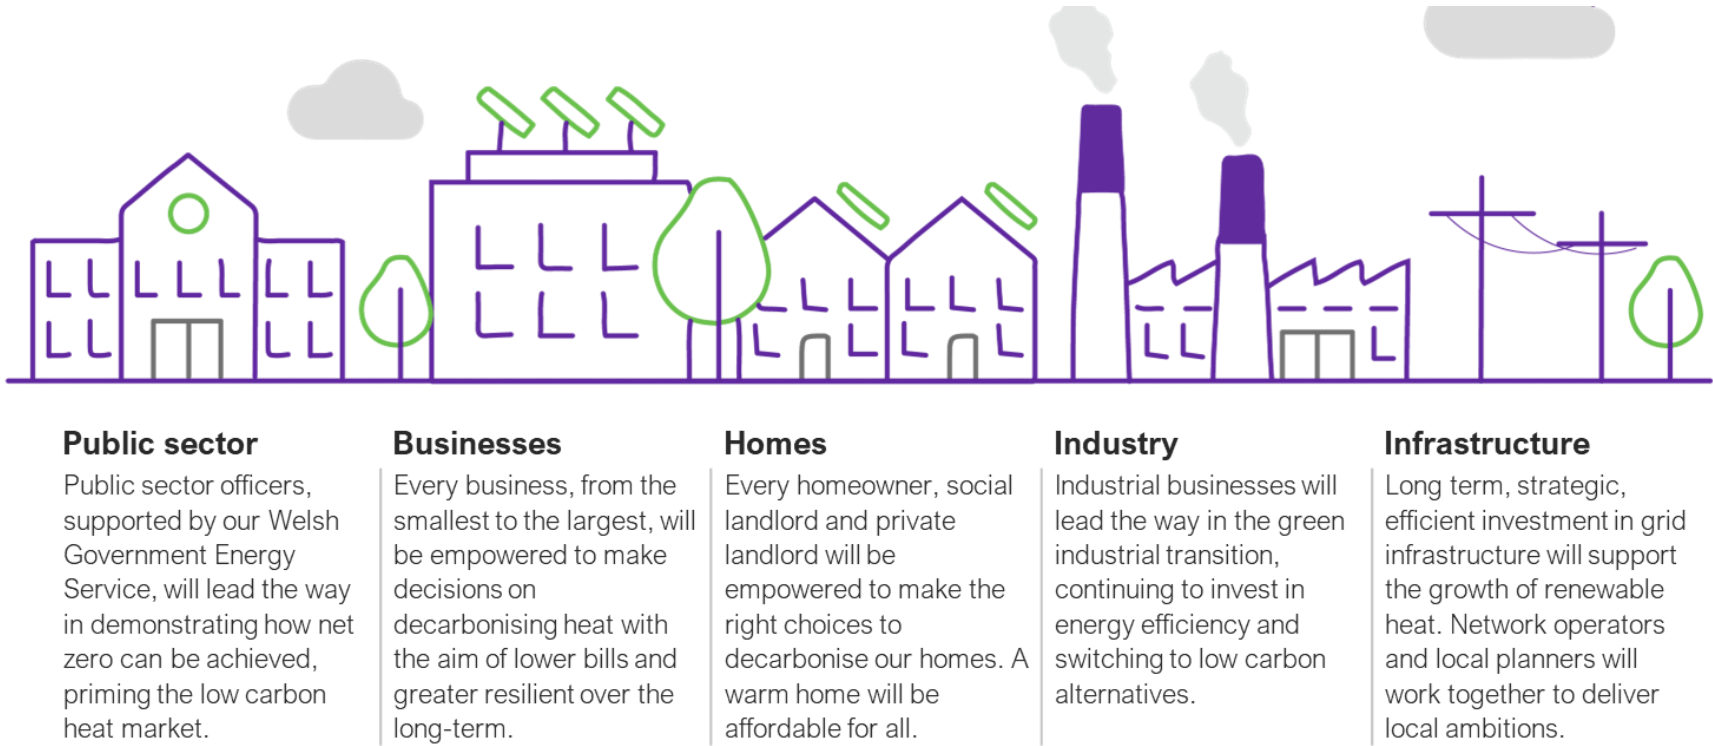 Public sector
Public sector officers,
supported by our Welsh
Government Energy
Service, will lead the way
in demonstrating how net
zero can be achieved,
priming the low carbon
heat market.
Businesses
Every business, from the
smallest to the largest, will
be empowered to make
decisions on
decarbonising heat with
the aim of lower bills and
greater resilient over the
long-term.
Homes
Every homeowner, social
landlord and private
landlord will be
empowered to make the
right choices to
decarbonise our homes. A
warm home will be
affordable for all.
Industry
Industrial businesses will
lead the way in the green
industrial transition,
continuing to invest in
energy efficiency and
switching to low carbon
alternatives.
Infrastructure
Long term, strategic,
efficient investment in grid
infrastructure will support
the growth of renewable
heat. Network operators
and local planners will
work together to deliver
local ambitions.